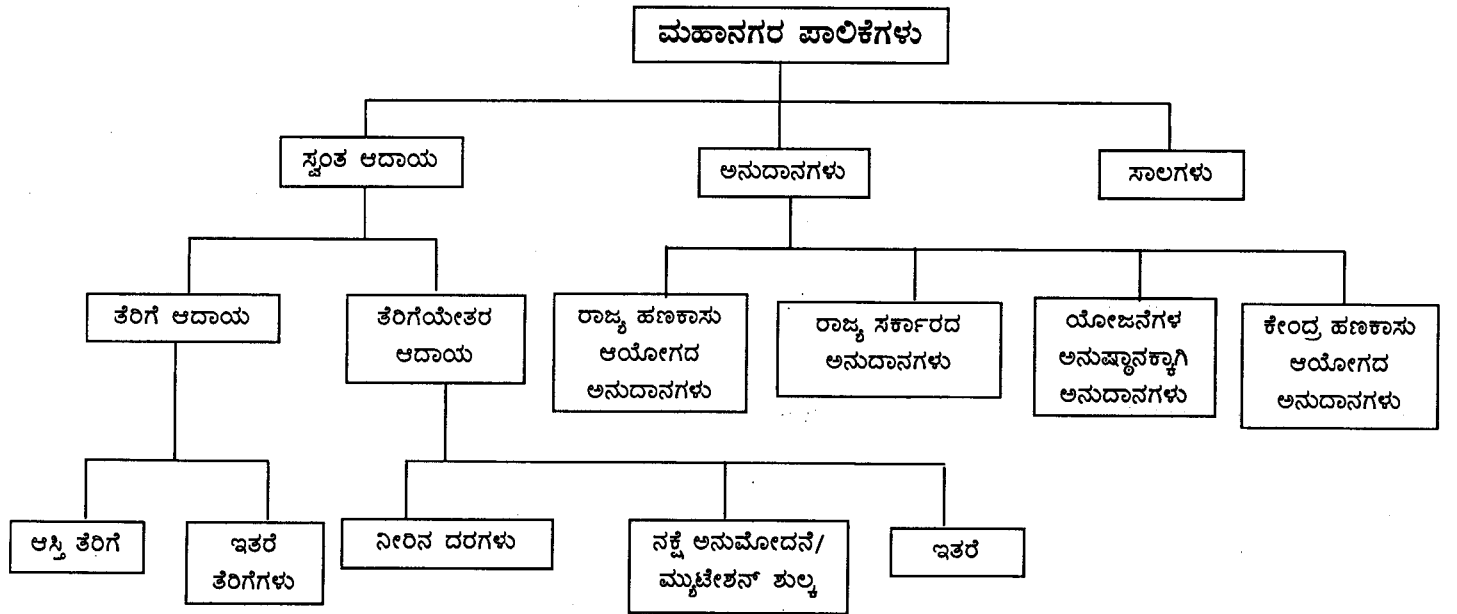 ಮಹಾನಗರ ಪಾಲಿಕೆಗಳು
ಸ್ವಂತ ಆದಾಯ
ಅನುದಾನಗಳು
ಸಾಲಗಳು
ತೆರಿಗೆ ಆದಾಯ
ತೆರಿಗೆಯೇತರ
ಆದಾಯ
ರಾಜ್ಯ ಹಣಕಾಸು
ಆಯೋಗದ
ಅನುದಾನಗಳು
ರಾಜ್ಯ ಸರ್ಕಾರದ
ಅನುದಾನಗಳು
ಯೋಜನೆಗಳ
ಅನುಷ್ಠಾನಕ್ಕಾಗಿ
ಅನುದಾನಗಳು
ಕೇಂದ್ರ ಹಣಕಾಸು
ಆಯೋಗದ
ಅನುದಾನಗಳು
ಆಸ್ತಿ ತೆರಿಗೆ
ಇತರೆ
ತೆರಿಗೆಗಳು
ನೀರಿನ ದರಗಳು
ನಕ್ಷೆ ಅನುಮೋದನೆ/
ಮ್ಯುಟೇಶನ್ ಶುಲ್ಕ
ಇತರೆ